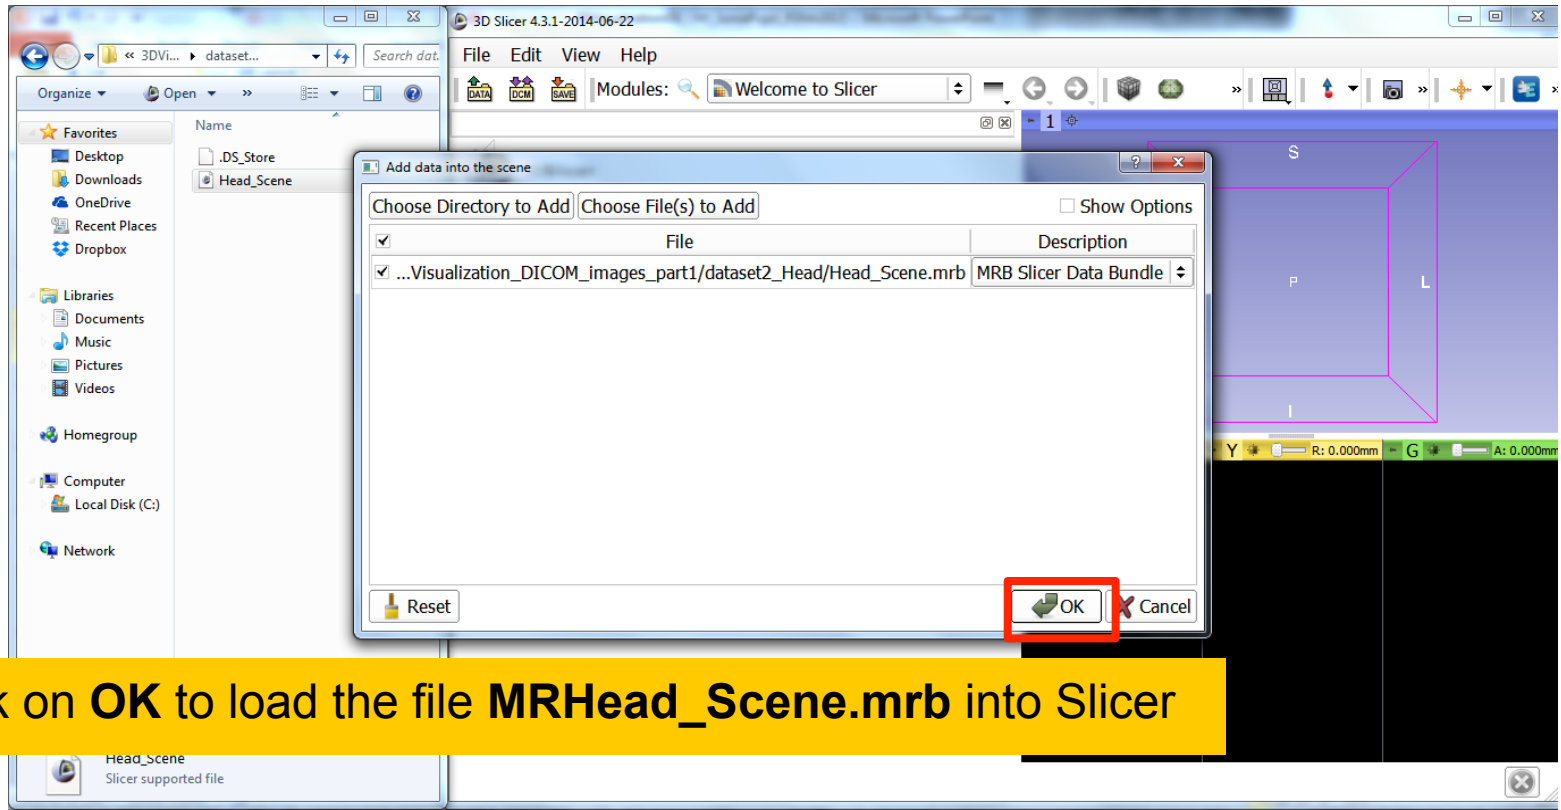 « 3DVi... ▸ dataset...
Search dat.
Organize
Open
»
Favorites
Desktop
Downloads
OneDrive
Recent Places
Dropbox
Libraries
Documents
Music
Pictures
Videos
Homegroup
Computer
Local Disk (C:)
Network
Name
.DS_Store
Head_Scene
3D Slicer 4.3.1-2014-06-22
File Edit View Help
DATA DCM SAVE Modules: Welcome to Slicer » »
1
S
P L
I
Add data into the scene
Choose Directory to Add Choose File(s) to Add Show Options
File Description
...Visualization_DICOM_images_part1/dataset2_Head/Head_Scene.mrb MRB Slicer Data Bundle
Reset OK Cancel
Y R: 0.000mm G A: 0.000mm
k on OK to load the file MRHead_Scene.mrb into Slicer
Head_Scene
Slicer supported file